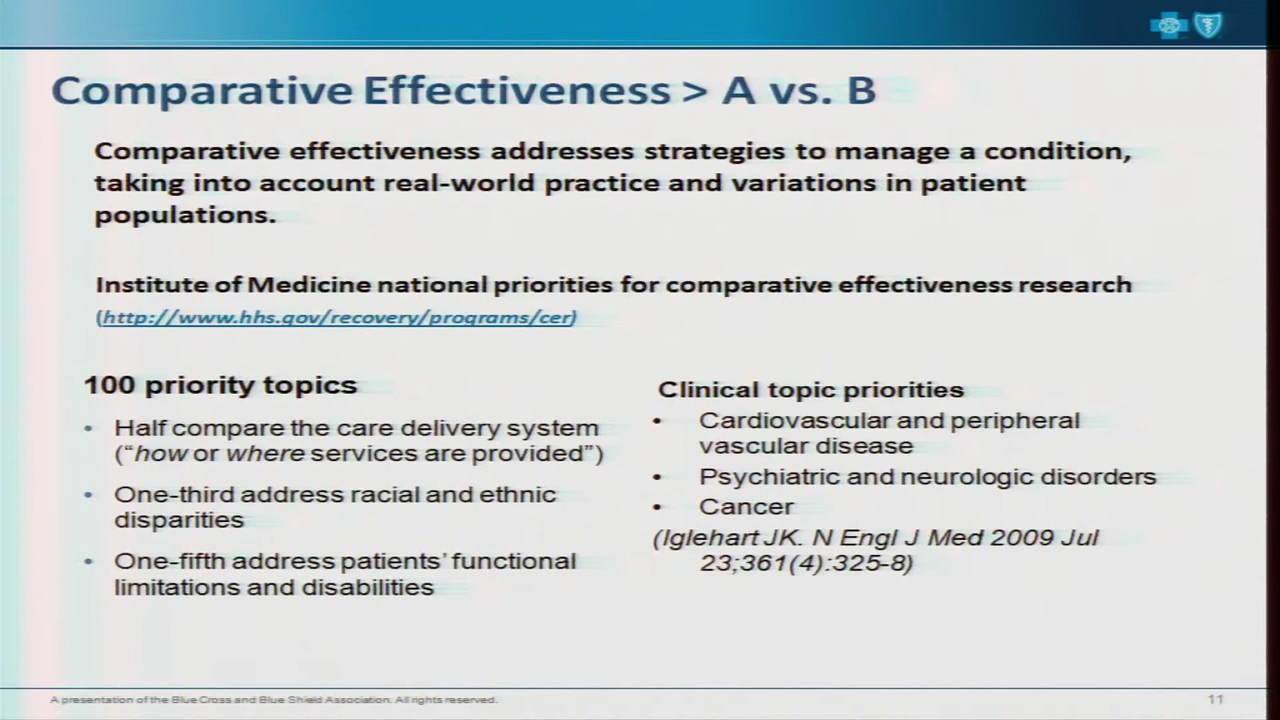 Comparative Effectiveness > A vs. B
Comparative effectiveness addresses strategies to manage a condition,
taking into account real-world practice and variations in patient
populations.
Institute of Medicine national priorities for comparative effectiveness research
(http://www.hhs.gov/recovery/programs/cer)
100 priority topics
• Half compare the care delivery system
(“how or where services are provided”)
• One-third address racial and ethnic
disparities
• One-fifth address patients’ functional
limitations and disabilities
Clinical topic priorities
• Cardiovascular and peripheral
vascular disease
• Psychiatric and neurologic disorders
• Cancer
(Iglehart JK. N Engl J Med 2009 Jul
23;361(4):325-8)
A presentation of the Blue Cross and Blue Shield Association. All rights reserved.
11